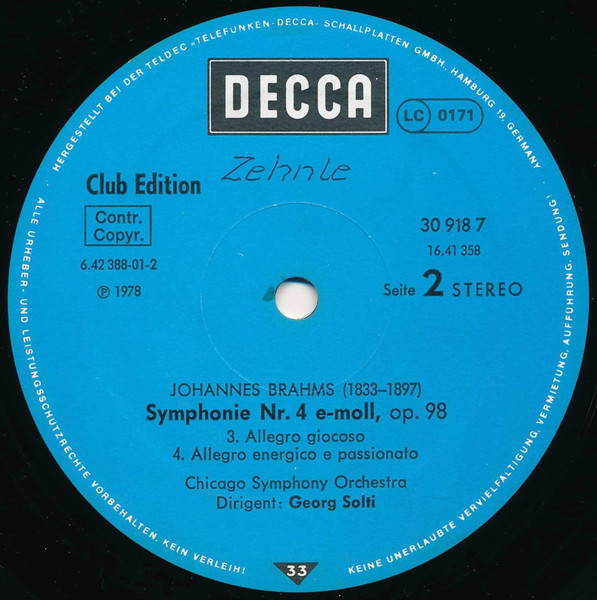 HERGESTELLT BEI DER TELDEC »TELEFUNKEN-DECCA« SCHALLPLATTEN GMBH., HAMBURG 19, GERMANY
DECCA
LC 0171
Zehnle
Club Edition
Contr.
Copyr.
30 918 7
16.41 358
6.42 388-01-2
℗ 1978
Seite 2 STEREO
JOHANNES BRAHMS (1833–1897)
Symphonie Nr. 4 e-moll, op. 98
3. Allegro giocoso
4. Allegro energico e passionato
Chicago Symphony Orchestra
Dirigent: Georg Solti
33
ALLE URHEBER- UND LEISTUNGSSCHUTZRECHTE VORBEHALTEN. KEIN VERLEIH!
KEINE UNERLAUBTE VERVIELFÄLTIGUNG, VERMIETUNG, AUFFÜHRUNG, SENDUNG!